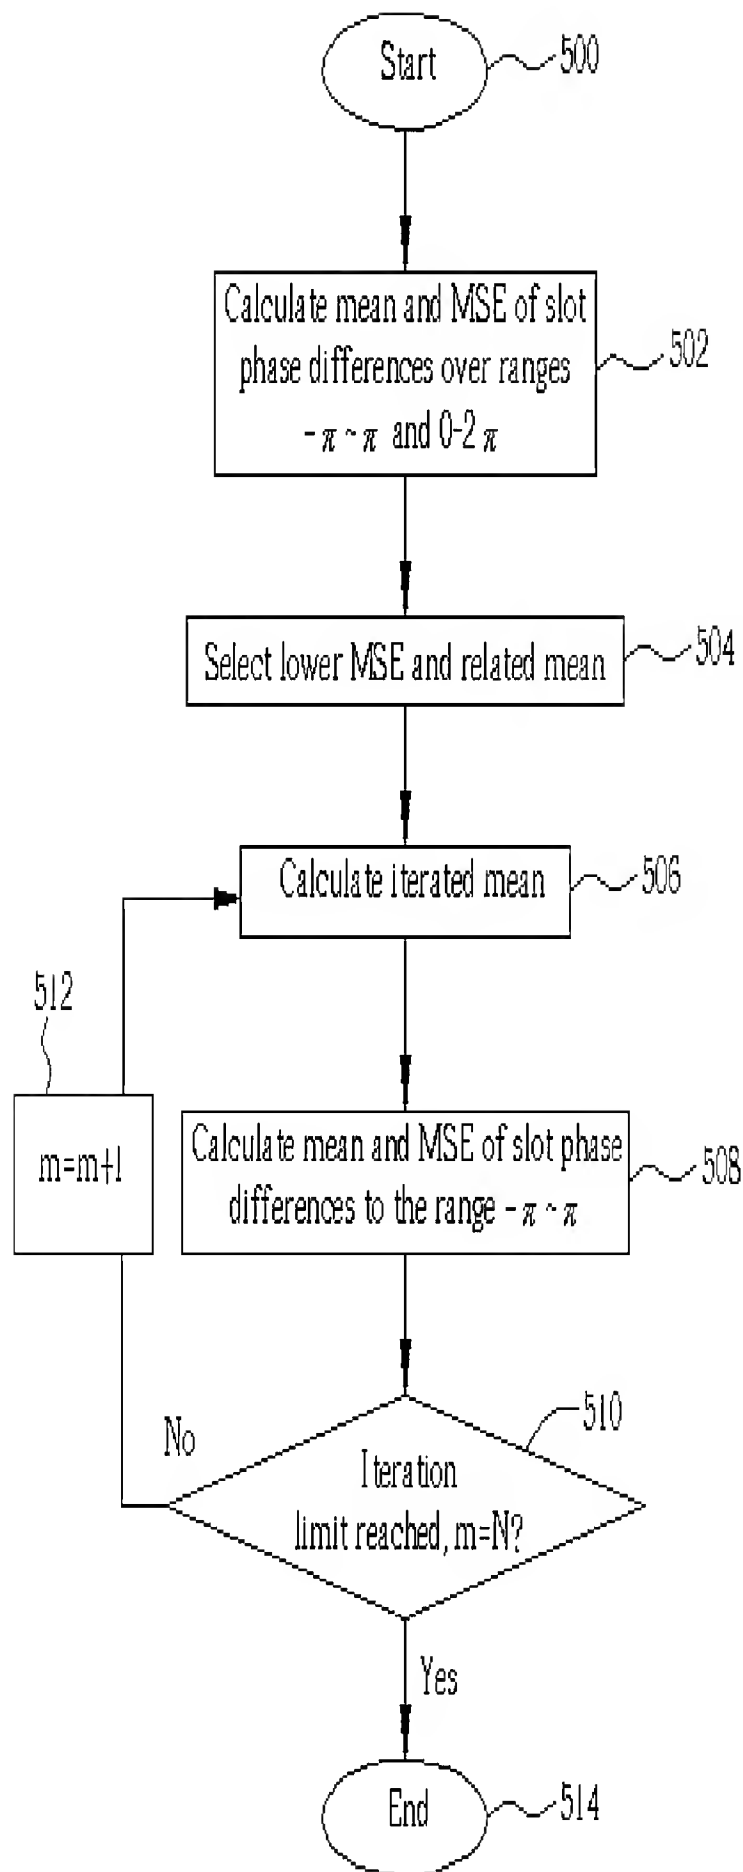 Start
500
Calculate mean and MSE of slot
phase differences over ranges
-π~π and 0-2π
502
Select lower MSE and related mean
504
Calculate iterated mean
506
512
m=m+1
Calculate mean and MSE of slot phase
differences to the range -π~π
508
510
No
Iteration
limit reached, m=N?
Yes
End
514